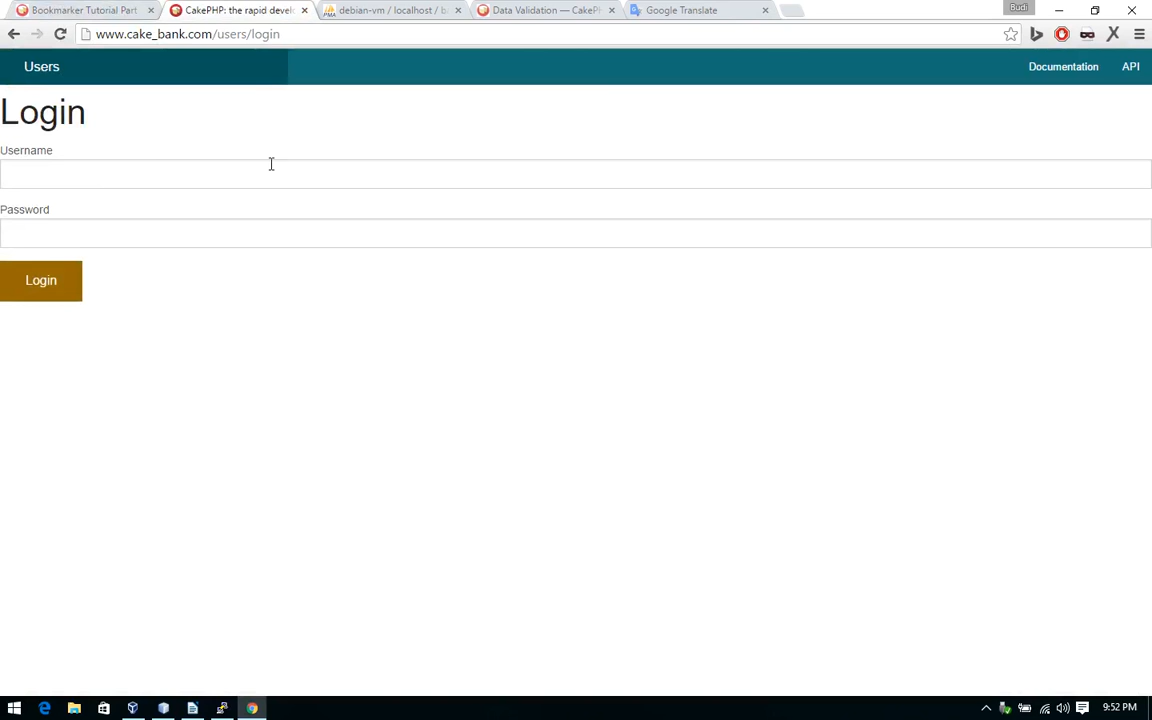 Bookmarker Tutorial Part
CakePHP: the rapid devel
debian-vm / localhost / b
Data Validation — CakeP
Google Translate
Budi
www.cake_bank.com/users/login
Users
Documentation
API
Login
Username
Password
Login
9:52 PM